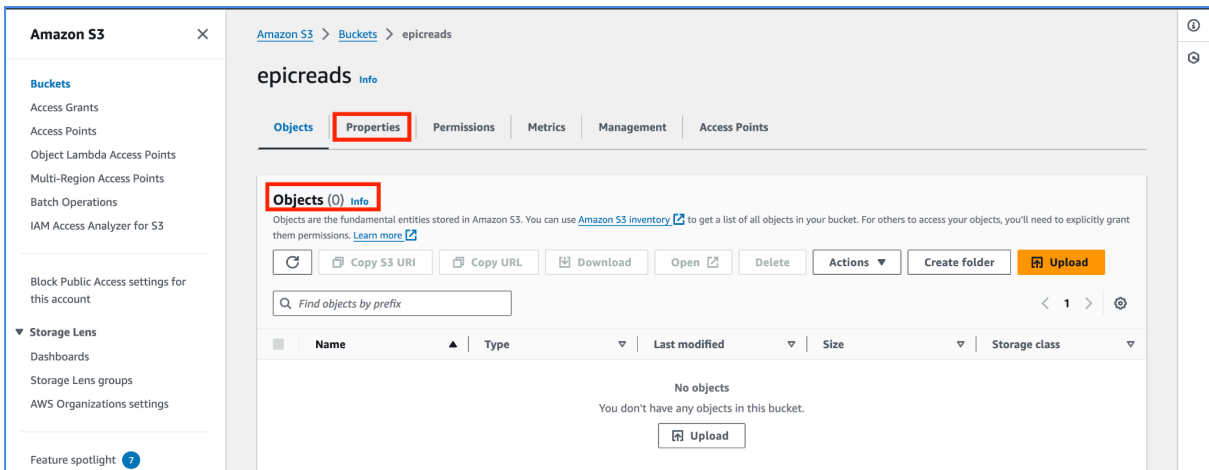 Amazon S3
Buckets
Access Grants
Access Points
Object Lambda Access Points
Multi-Region Access Points
Batch Operations
IAM Access Analyzer for S3
Block Public Access settings for
this account
Storage Lens
Dashboards
Storage Lens groups
AWS Organizations settings
Feature spotlight 7
Amazon S3 > Buckets > epicreads
epicreads Info
Objects Properties Permissions Metrics Management Access Points
Objects (0) Info
Objects are the fundamental entities stored in Amazon S3. You can use Amazon S3 inventory to get a list of all objects in your bucket. For others to access your objects, you'll need to explicitly grant
them permissions. Learn more
Copy S3 URI Copy URL Download Open Delete Actions Create folder Upload
Find objects by prefix
1
Name Type Last modified Size Storage class
No objects
You don't have any objects in this bucket.
Upload